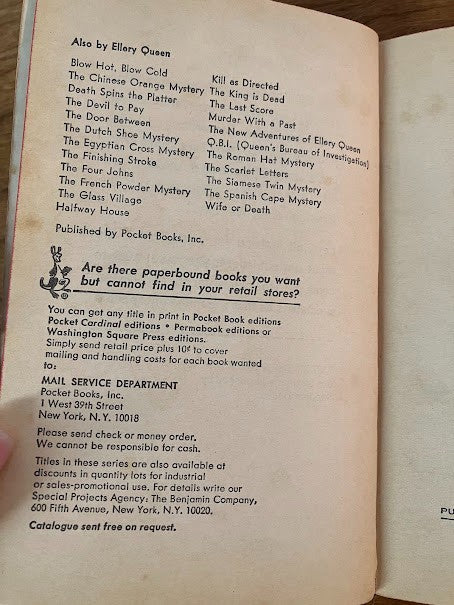 Also by Ellery Queen
Blow Hot, Blow Cold
The Chinese Orange Mystery
Death Spins the Platter
The Devil to Pay
The Door Between
The Dutch Shoe Mystery
The Egyptian Cross Mystery
The Finishing Stroke
The Four Johns
The French Powder Mystery
The Glass Village
Halfway House
Kill as Directed
The King is Dead
The Last Score
Murder With a Past
The New Adventures of Ellery Queen
Q.B.I. (Queen's Bureau of Investigation)
The Roman Hat Mystery
The Scarlet Letters
The Siamese Twin Mystery
The Spanish Cape Mystery
Wife or Death
Published by Pocket Books, Inc.
Are there paperbound books you want
but cannot find in your retail stores?
You can get any title in print in Pocket Book editions
Pocket Cardinal editions • Permabook editions or
Washington Square Press editions.
Simply send retail price plus 10¢ to cover
mailing and handling costs for each book wanted
to:
MAIL SERVICE DEPARTMENT
Pocket Books, Inc.
1 West 39th Street
New York, N.Y. 10018
Please send check or money order.
We cannot be responsible for cash.
Titles in these series are also available at
discounts in quantity lots for industrial
or sales-promotional use. For details write our
Special Projects Agency: The Benjamin Company,
600 Fifth Avenue, New York, N.Y. 10020.
Catalogue sent free on request.
PU